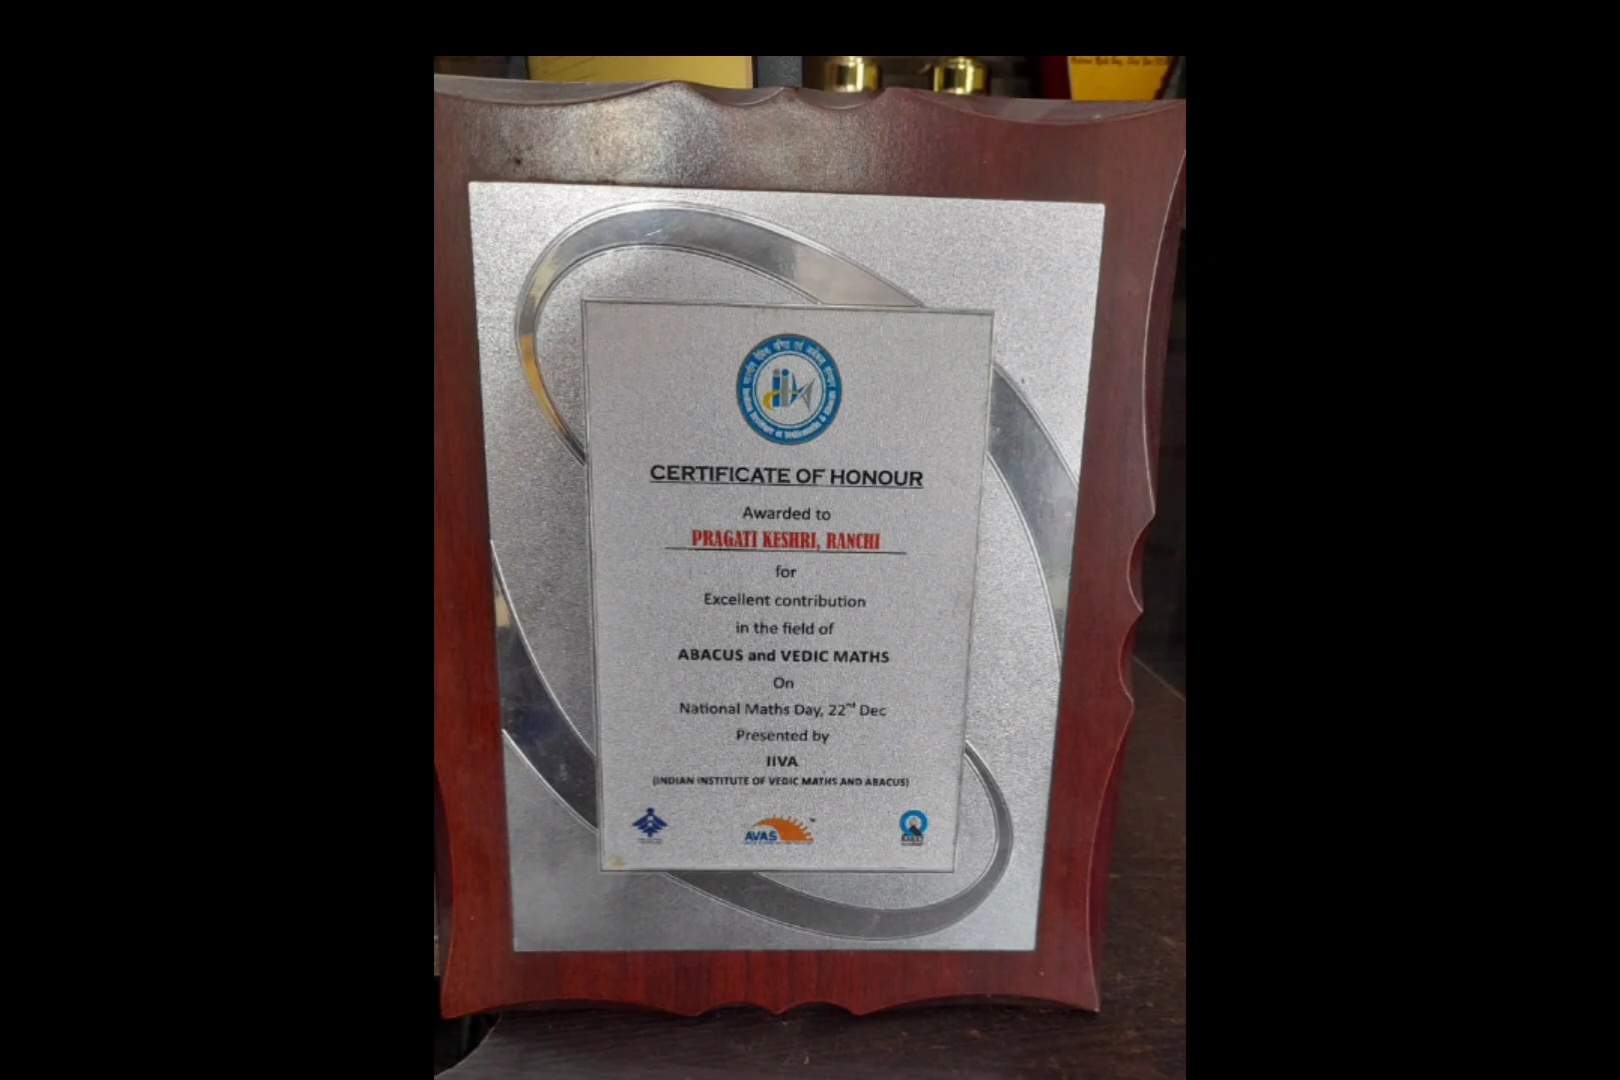 CERTIFICATE OF HONOUR
Awarded to
PRAGATI KESHRI, RANCHI
for
Excellent contribution
in the field of
ABACUS and VEDIC MATHS
On
National Maths Day, 22nd Dec
Presented by
IIVA
(INDIAN INSTITUTE OF VEDIC MATHS AND ABACUS)
AVAS